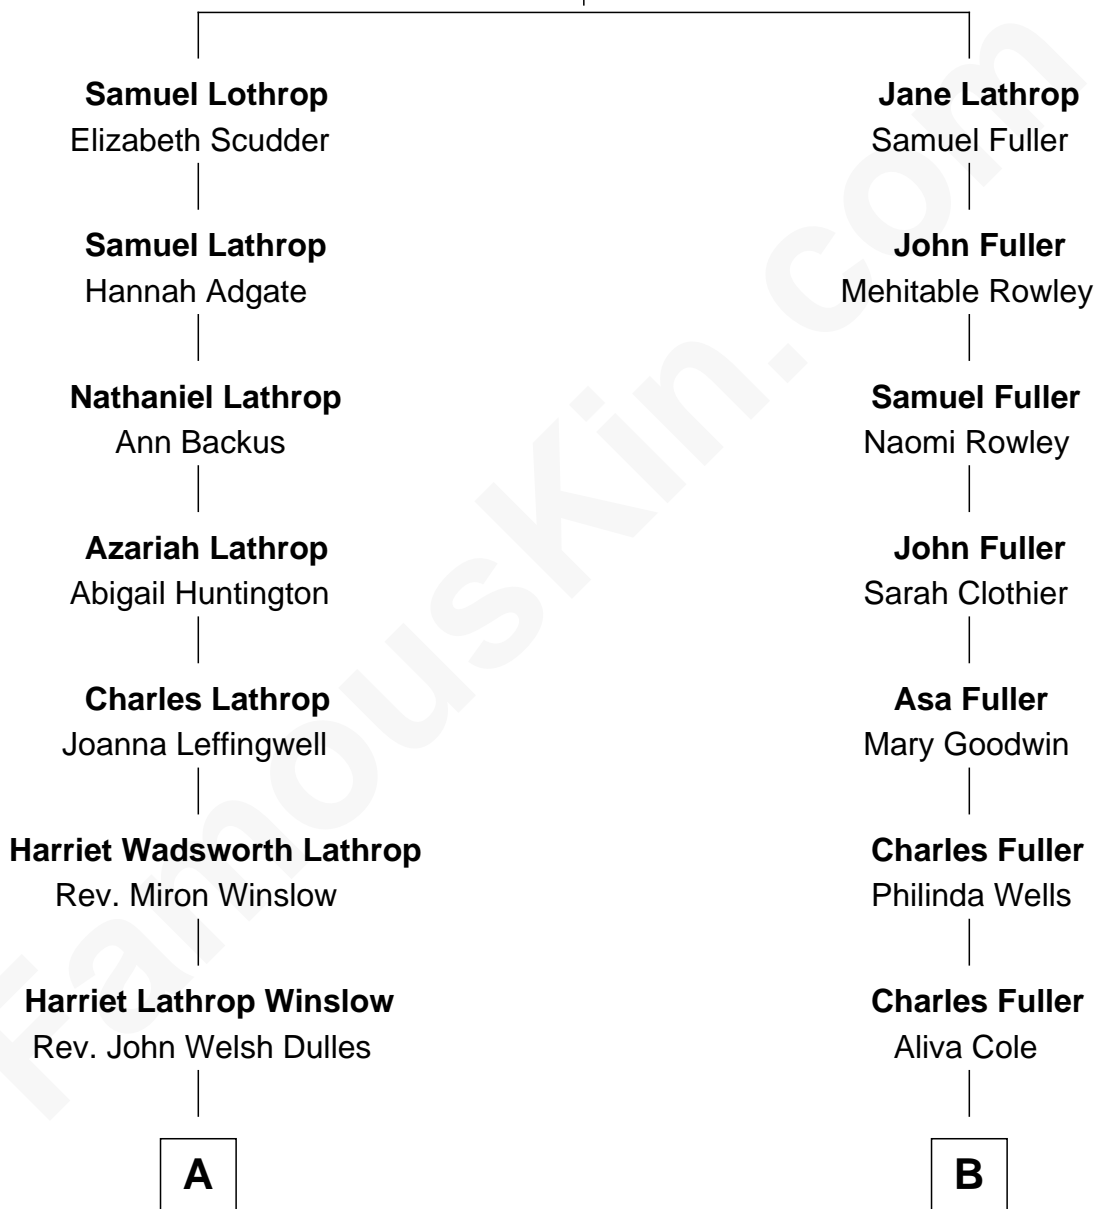 Samuel Lothrop
Elizabeth Scudder
Samuel Lathrop
Hannah Adgate
Nathaniel Lathrop
Ann Backus
Azariah Lathrop
Abigail Huntington
Charles Lathrop
Joanna Leffingwell
Harriet Wadsworth Lathrop
Rev. Miron Winslow
Harriet Lathrop Winslow
Rev. John Welsh Dulles
A
Jane Lathrop
Samuel Fuller
John Fuller
Mehitable Rowley
Samuel Fuller
Naomi Rowley
John Fuller
Sarah Clothier
Asa Fuller
Mary Goodwin
Charles Fuller
Philinda Wells
Charles Fuller
Aliva Cole
B
FamousKin.com